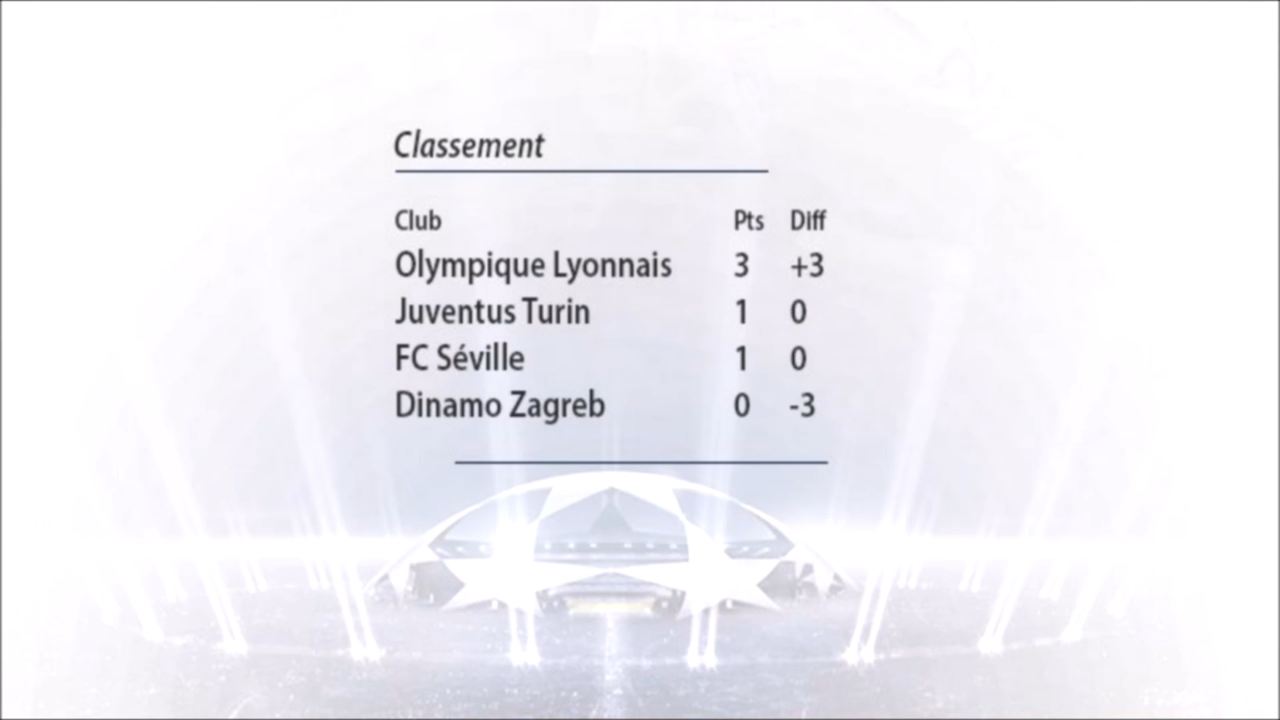 Classement
Club Pts Diff
Olympique Lyonnais 3 +3
Juventus Turin 1 0
FC Séville 1 0
Dinamo Zagreb 0 -3